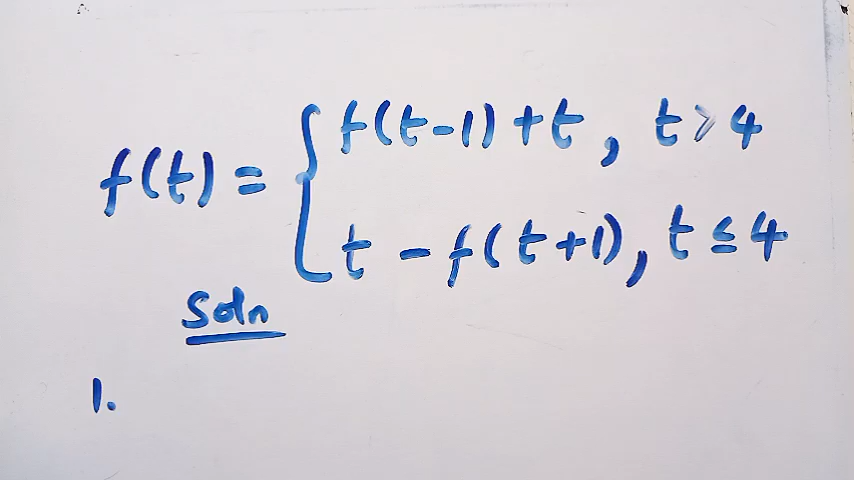 f(t) = { f(t-1) + t, t > 4
t - f(t+1), t ≤ 4
Soln
1.